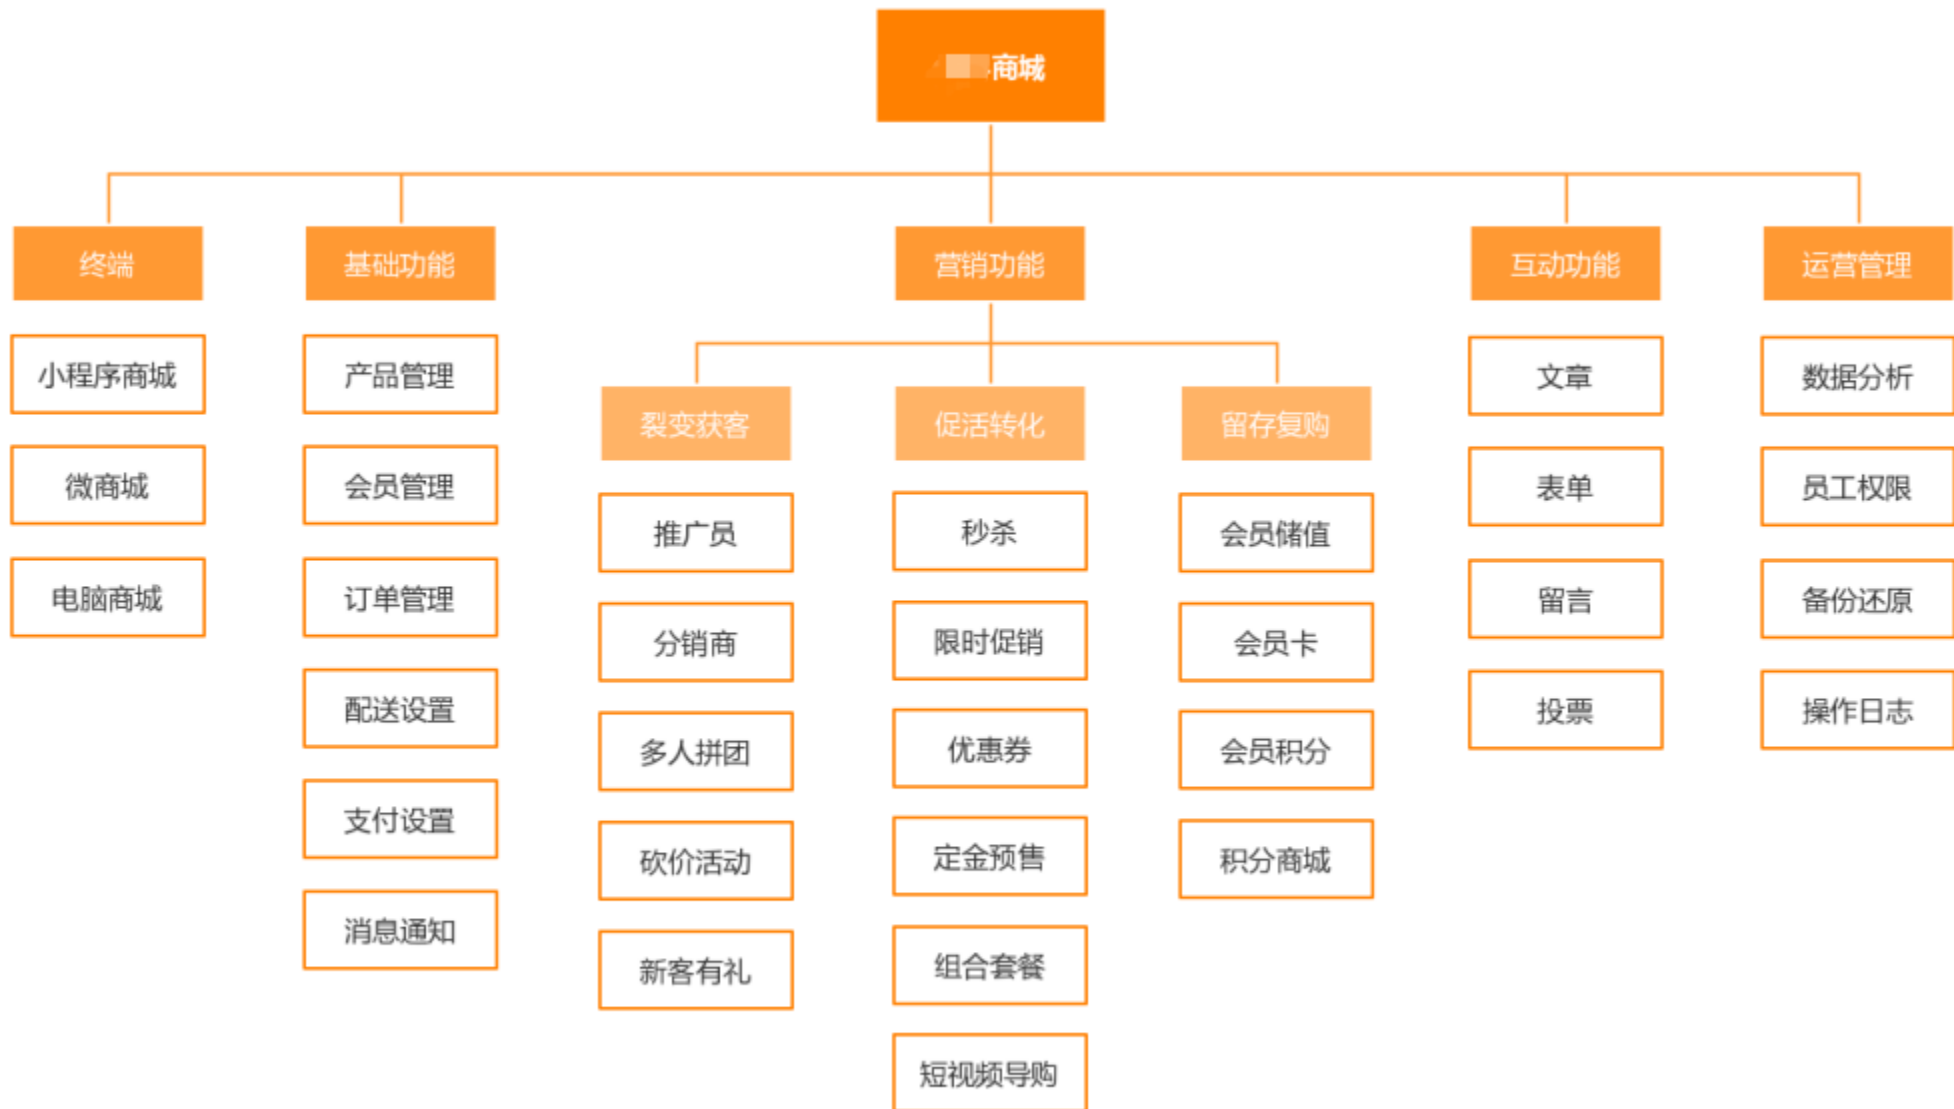 商城
终端
基础功能
营销功能
互动功能
运营管理
小程序商城
微商城
电脑商城
产品管理
会员管理
订单管理
配送设置
支付设置
消息通知
裂变获客
推广员
分销商
多人拼团
砍价活动
新客有礼
促活转化
秒杀
限时促销
优惠券
定金预售
组合套餐
短视频导购
留存复购
会员储值
会员卡
会员积分
积分商城
文章
表单
留言
投票
数据分析
员工权限
备份还原
操作日志